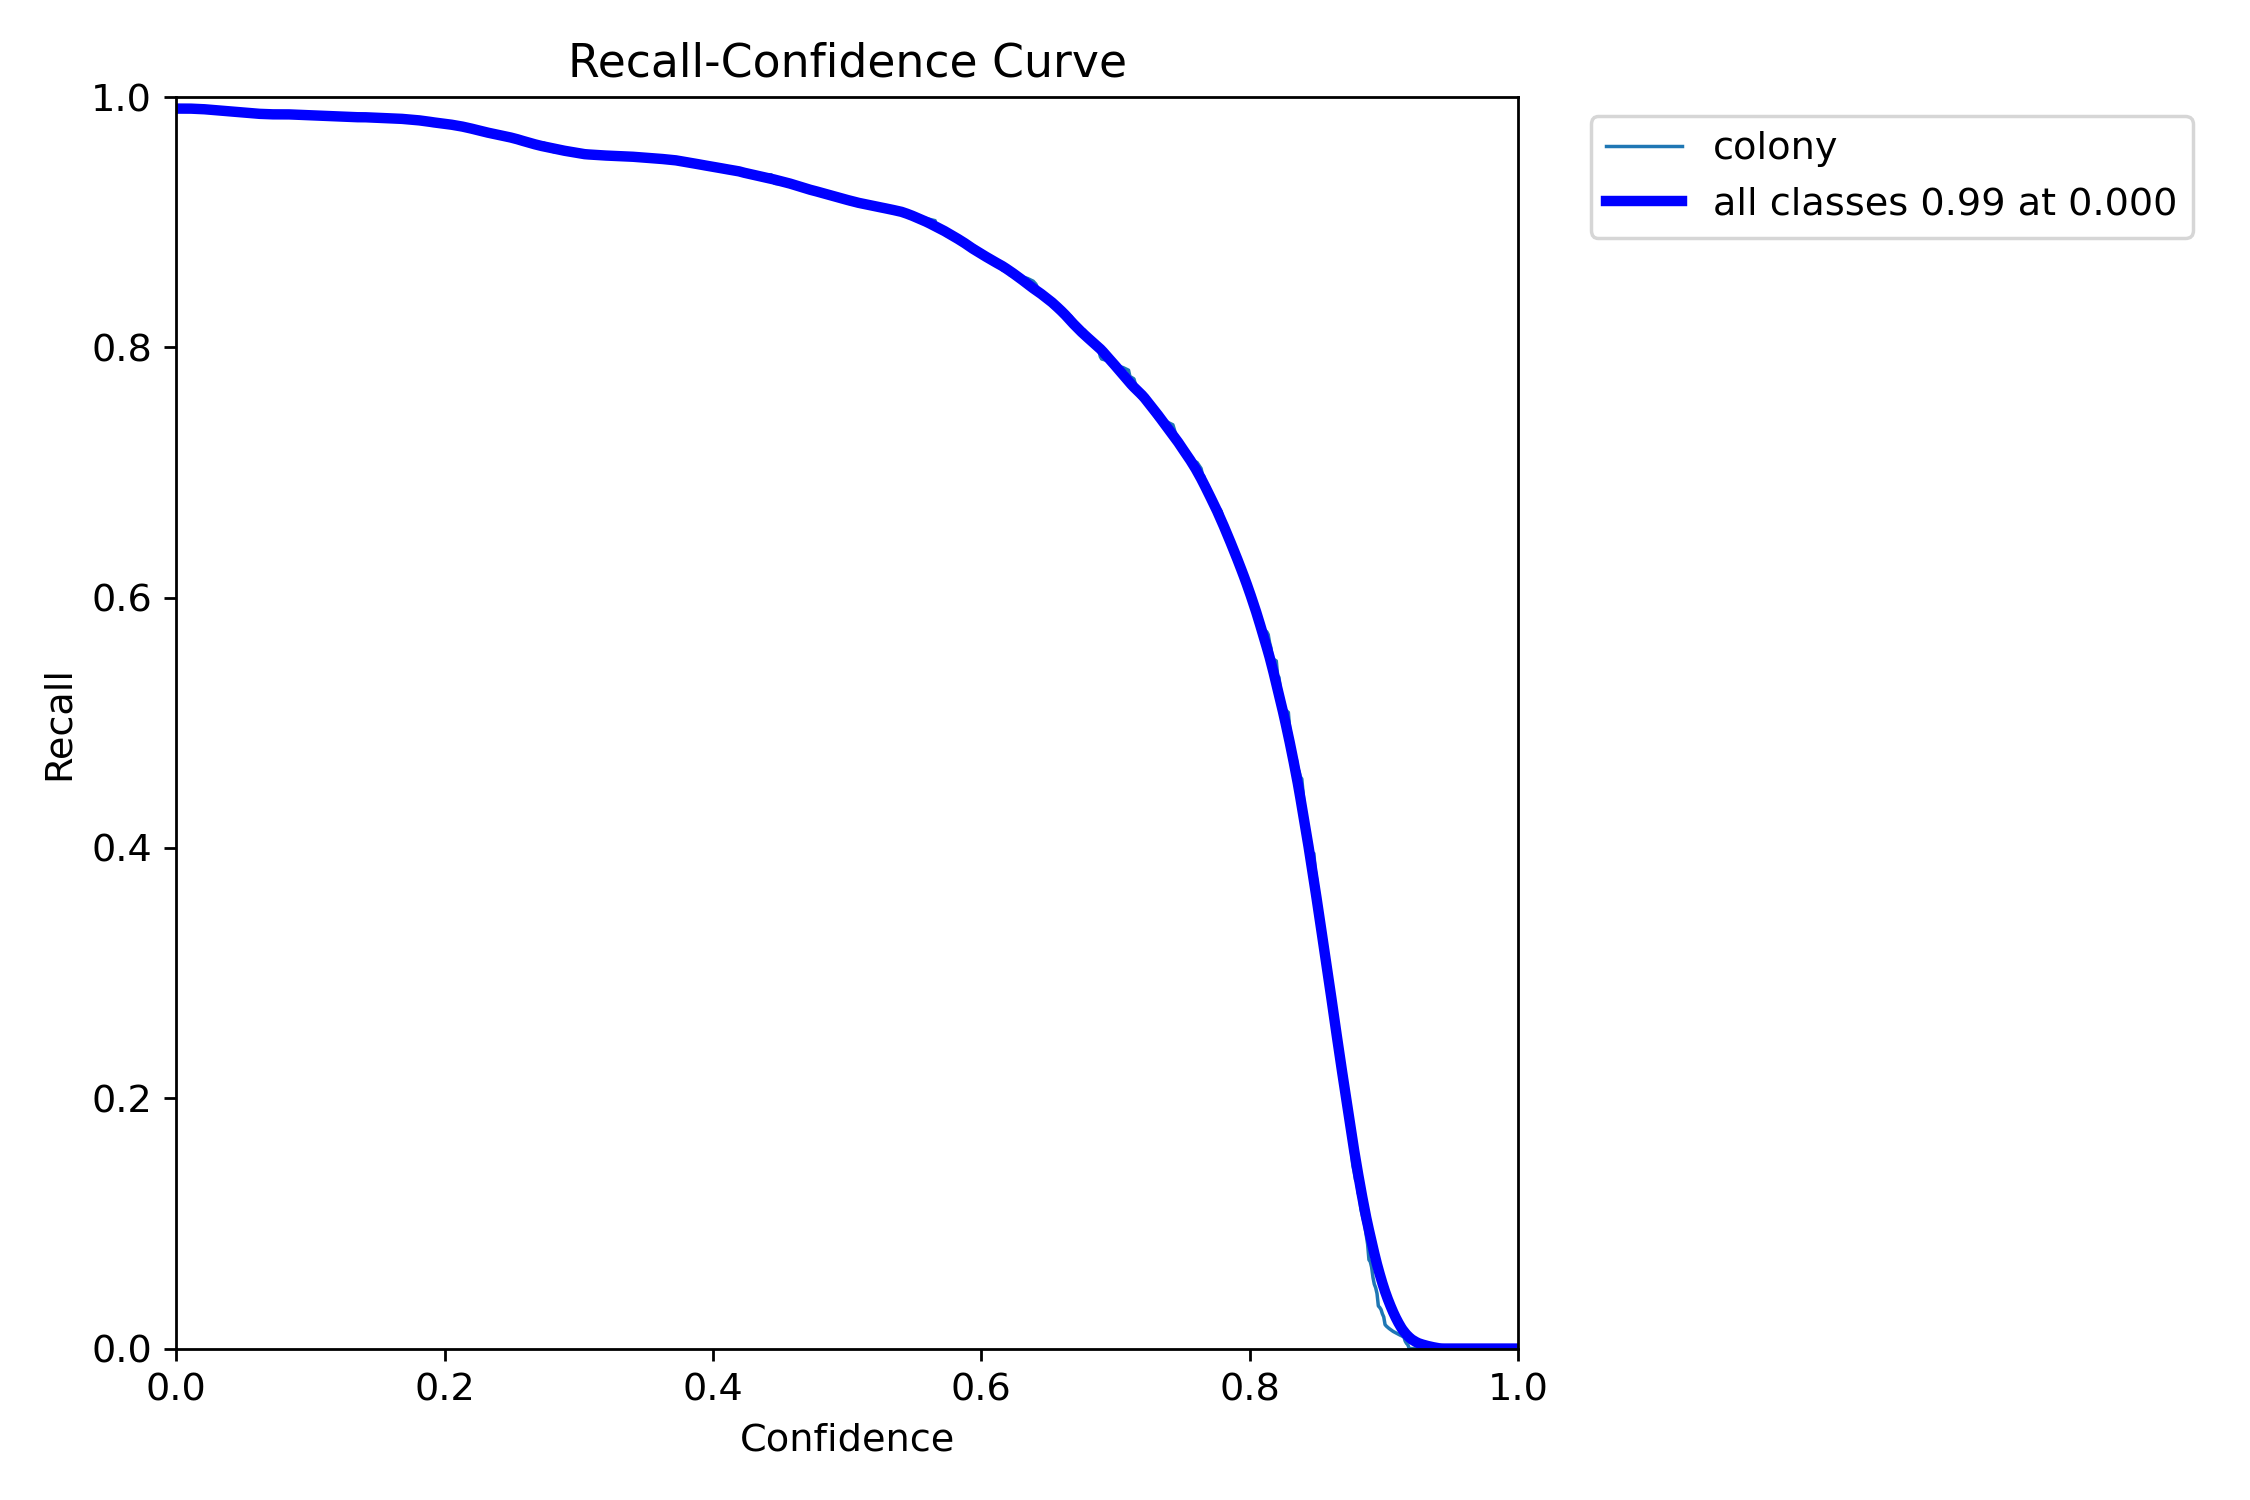 Recall-Confidence Curve
1.0
0.8
0.6
0.4
0.2
0.0
Recall
0.0 0.2 0.4 0.6 0.8 1.0
Confidence
colony
all classes 0.99 at 0.000